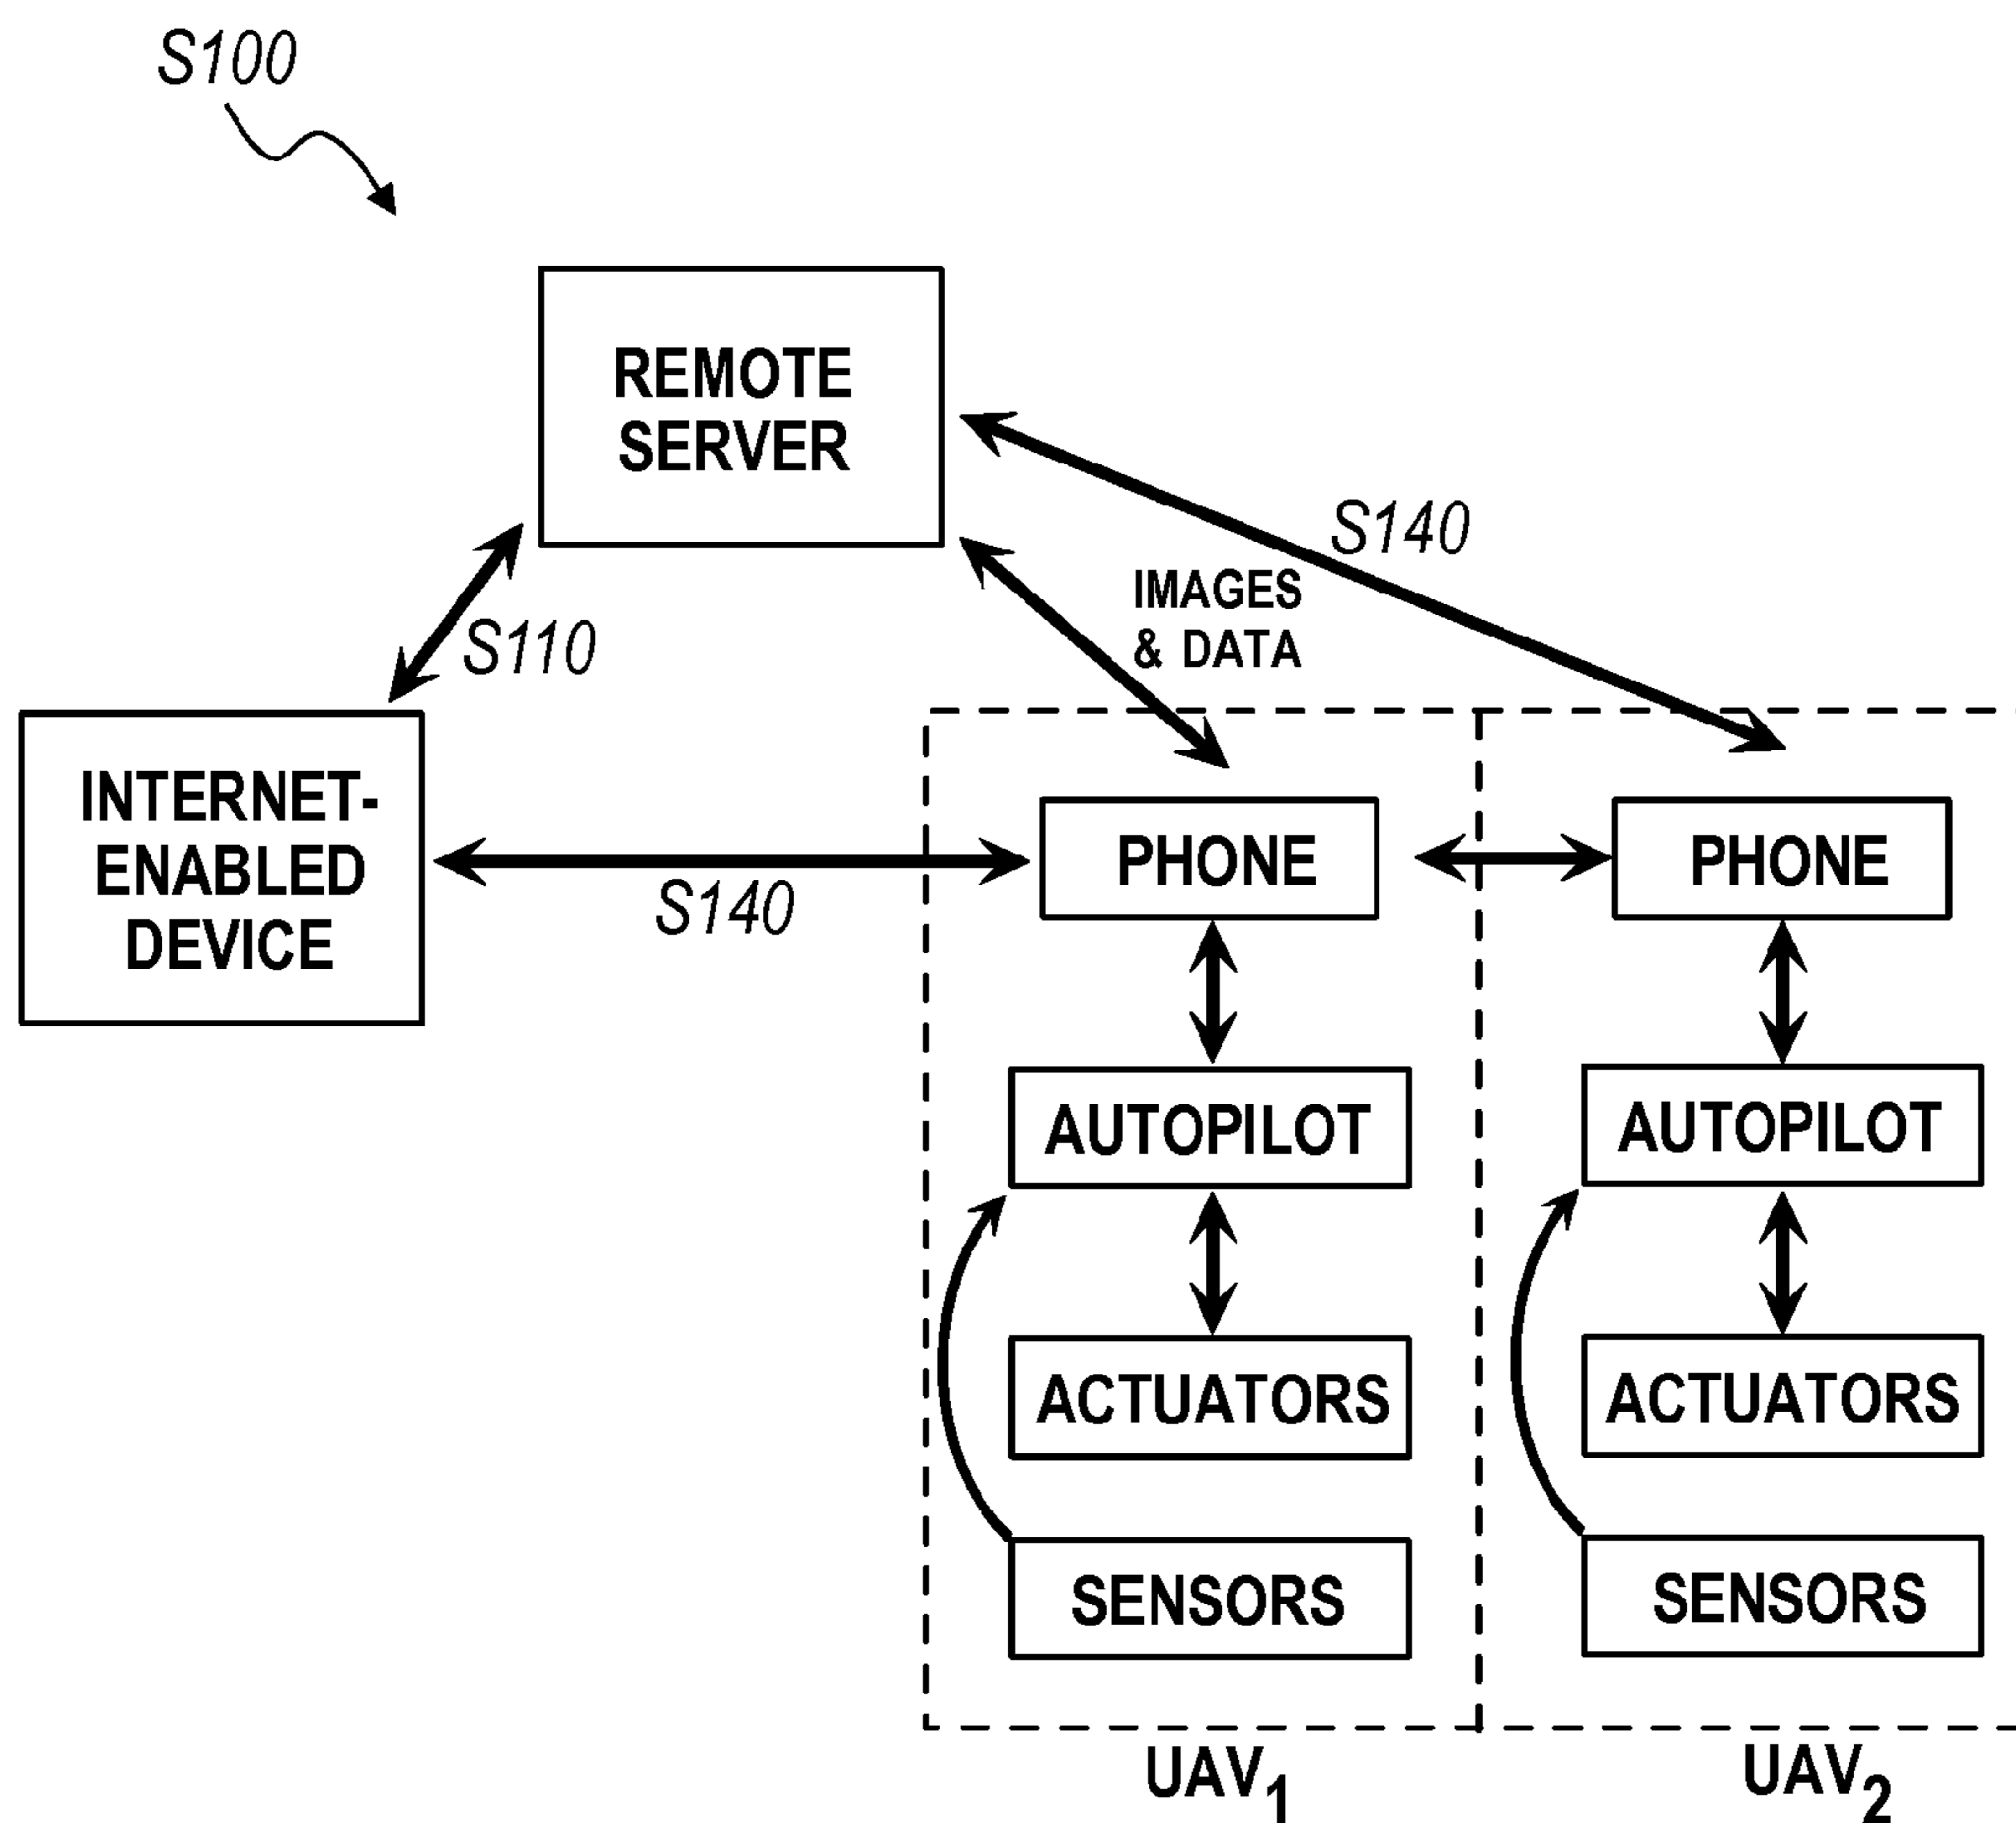 S100
REMOTE
SERVER
S140
IMAGES
& DATA
S110
INTERNET-
ENABLED
DEVICE
S140
PHONE
PHONE
AUTOPILOT
AUTOPILOT
ACTUATORS
ACTUATORS
SENSORS
SENSORS
UAV1
UAV2